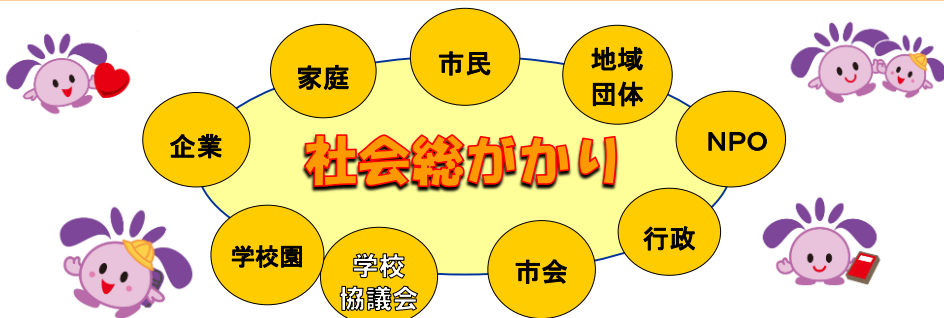 市民
家庭
地域
団体
企業
NPO
社会総がかり
学校園
学校
協議会
市会
行政